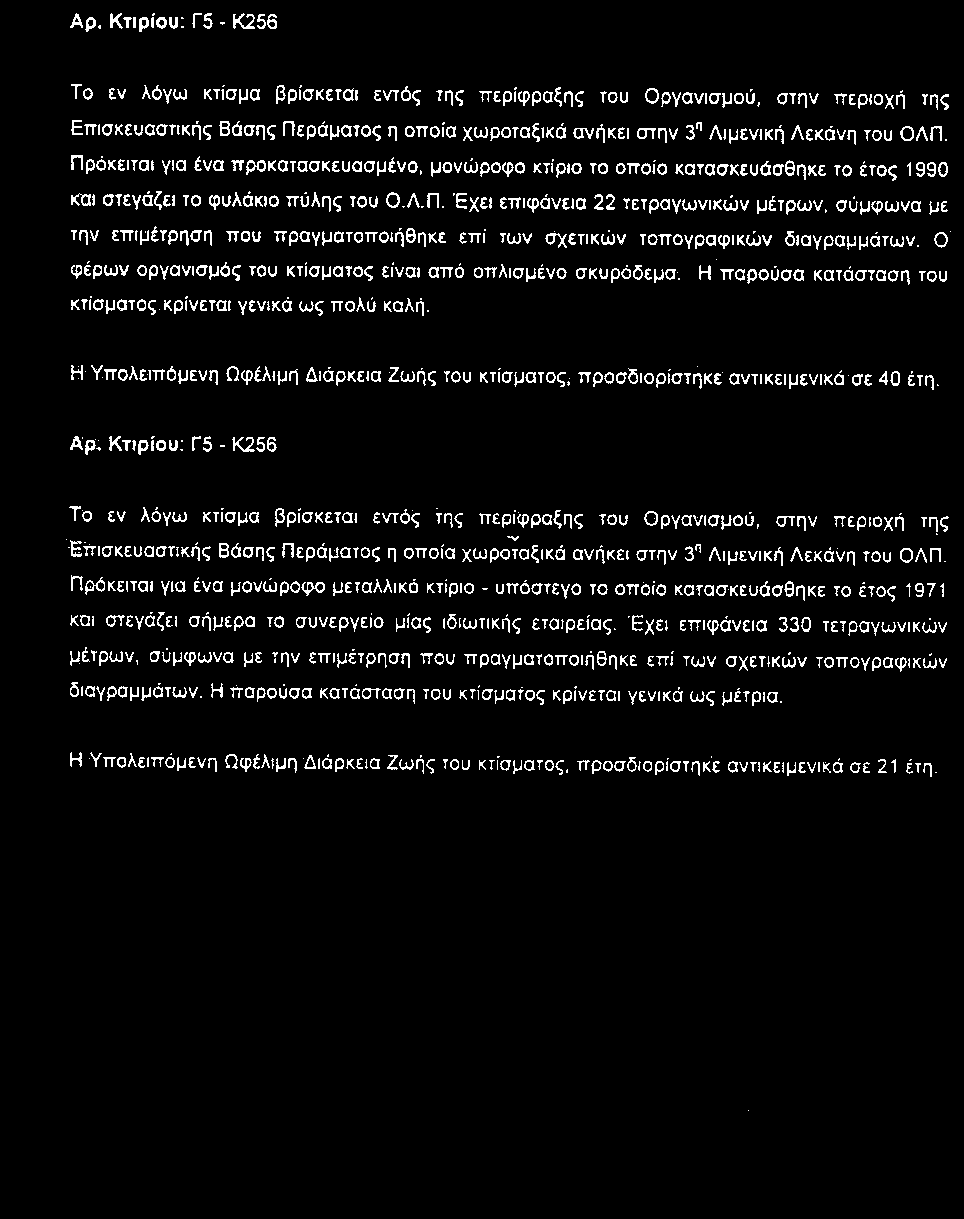 Αρ. Κτιρίου: Γ5 - Κ256
Το εν λόγω κτίσμα βρίσκεται εντός της περίφραξης του Οργανισμού, στην περιοχή της
Επισκευαστικής Βάσης Περάματος η οποία χωροταξικά ανήκει στην 3η Λιμενική Λεκάνη του ΟΛΠ.
Πρόκειται για ένα προκατασκευασμένο, μονώροφο κτίριο το οποίο κατασκευάσθηκε το έτος 1990
και στεγάζει το φυλάκιο πύλης του Ο.Λ.Π. Έχει επιφάνεια 22 τετραγωνικών μέτρων, σύμφωνα με
την επιμέτρηση που πραγματοποιήθηκε επί των σχετικών τοπογραφικών διαγραμμάτων. Ο
φέρων οργανισμός του κτίσματος είναι από οπλισμένο σκυρόδεμα. Η παρούσα κατάσταση του
κτίσματος κρίνεται γενικά ως πολύ καλή.
Η Υπολειπόμενη Ωφέλιμη Διάρκεια Ζωής του κτίσματος, προσδιορίστηκε αντικειμενικά σε 40 έτη.
Αρ. Κτιρίου: Γ5 - Κ256
Το εν λόγω κτίσμα βρίσκεται εντός της περίφραξης του Οργανισμού, στην περιοχή της
Επισκευαστικής Βάσης Περάματος η οποία χωροταξικά ανήκει στην 3η Λιμενική Λεκάνη του ΟΛΠ.
Πρόκειται για ένα μονώροφο μεταλλικό κτίριο - υπόστεγο το οποίο κατασκευάσθηκε το έτος 1971
και στεγάζει σήμερα το συνεργείο μίας ιδιωτικής εταιρείας. Έχει επιφάνεια 330 τετραγωνικών
μέτρων, σύμφωνα με την επιμέτρηση που πραγματοποιήθηκε επί των σχετικών τοπογραφικών
διαγραμμάτων. Η παρούσα κατάσταση του κτίσματος κρίνεται γενικά ως μέτρια.
Η Υπολειπόμενη Ωφέλιμη Διάρκεια Ζωής του κτίσματος, προσδιορίστηκε αντικειμενικά σε 21 έτη.